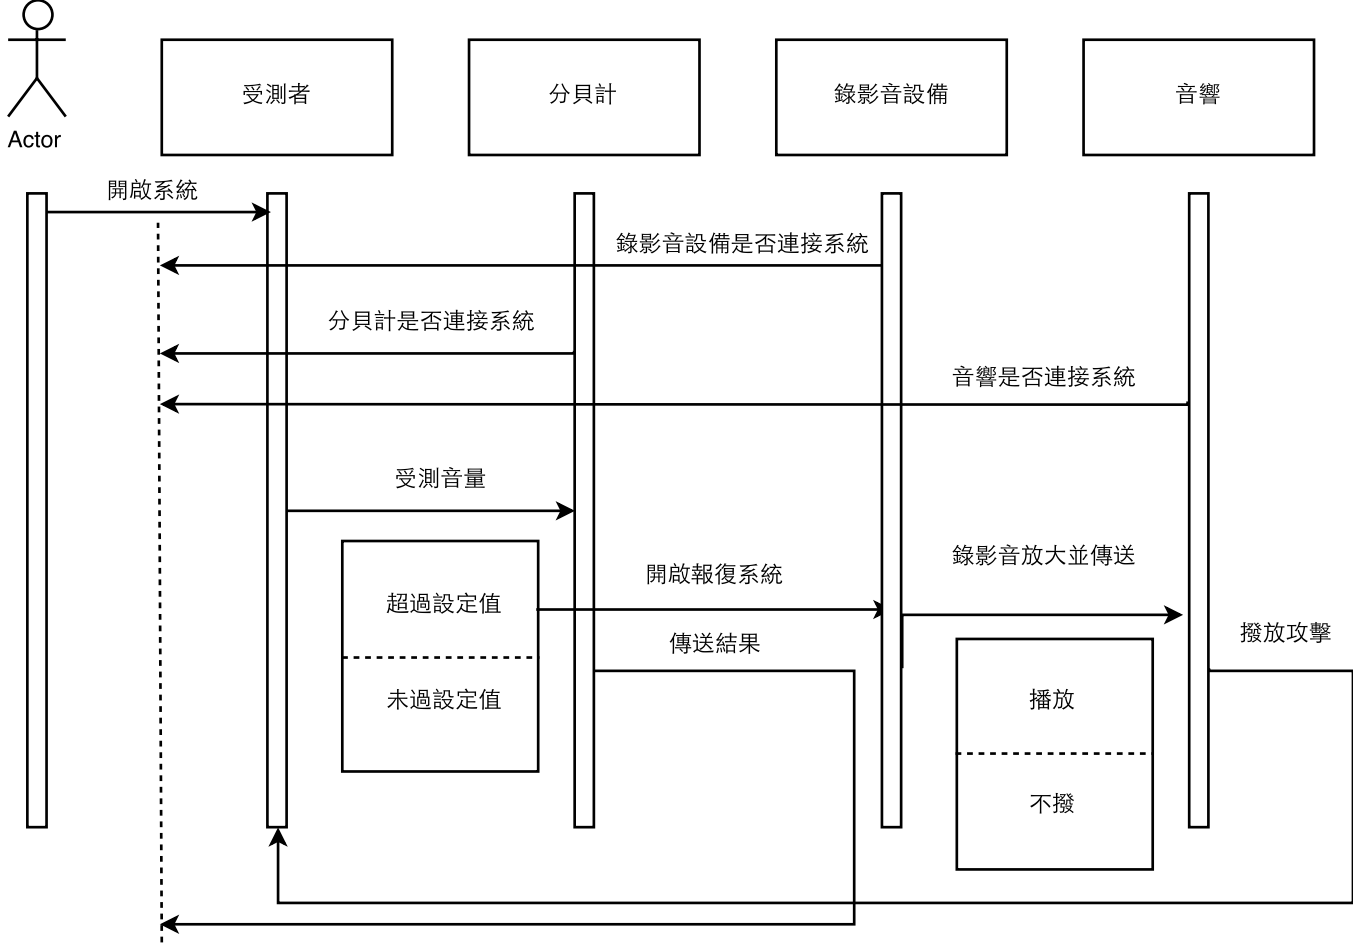 Actor
受測者
分貝計
錄影音設備
音響
開啟系統
錄影音設備是否連接系統
分貝計是否連接系統
音響是否連接系統
受測音量
錄影音放大並傳送
開啟報復系統
超過設定值
撥放攻擊
傳送結果
未過設定值
播放
不撥